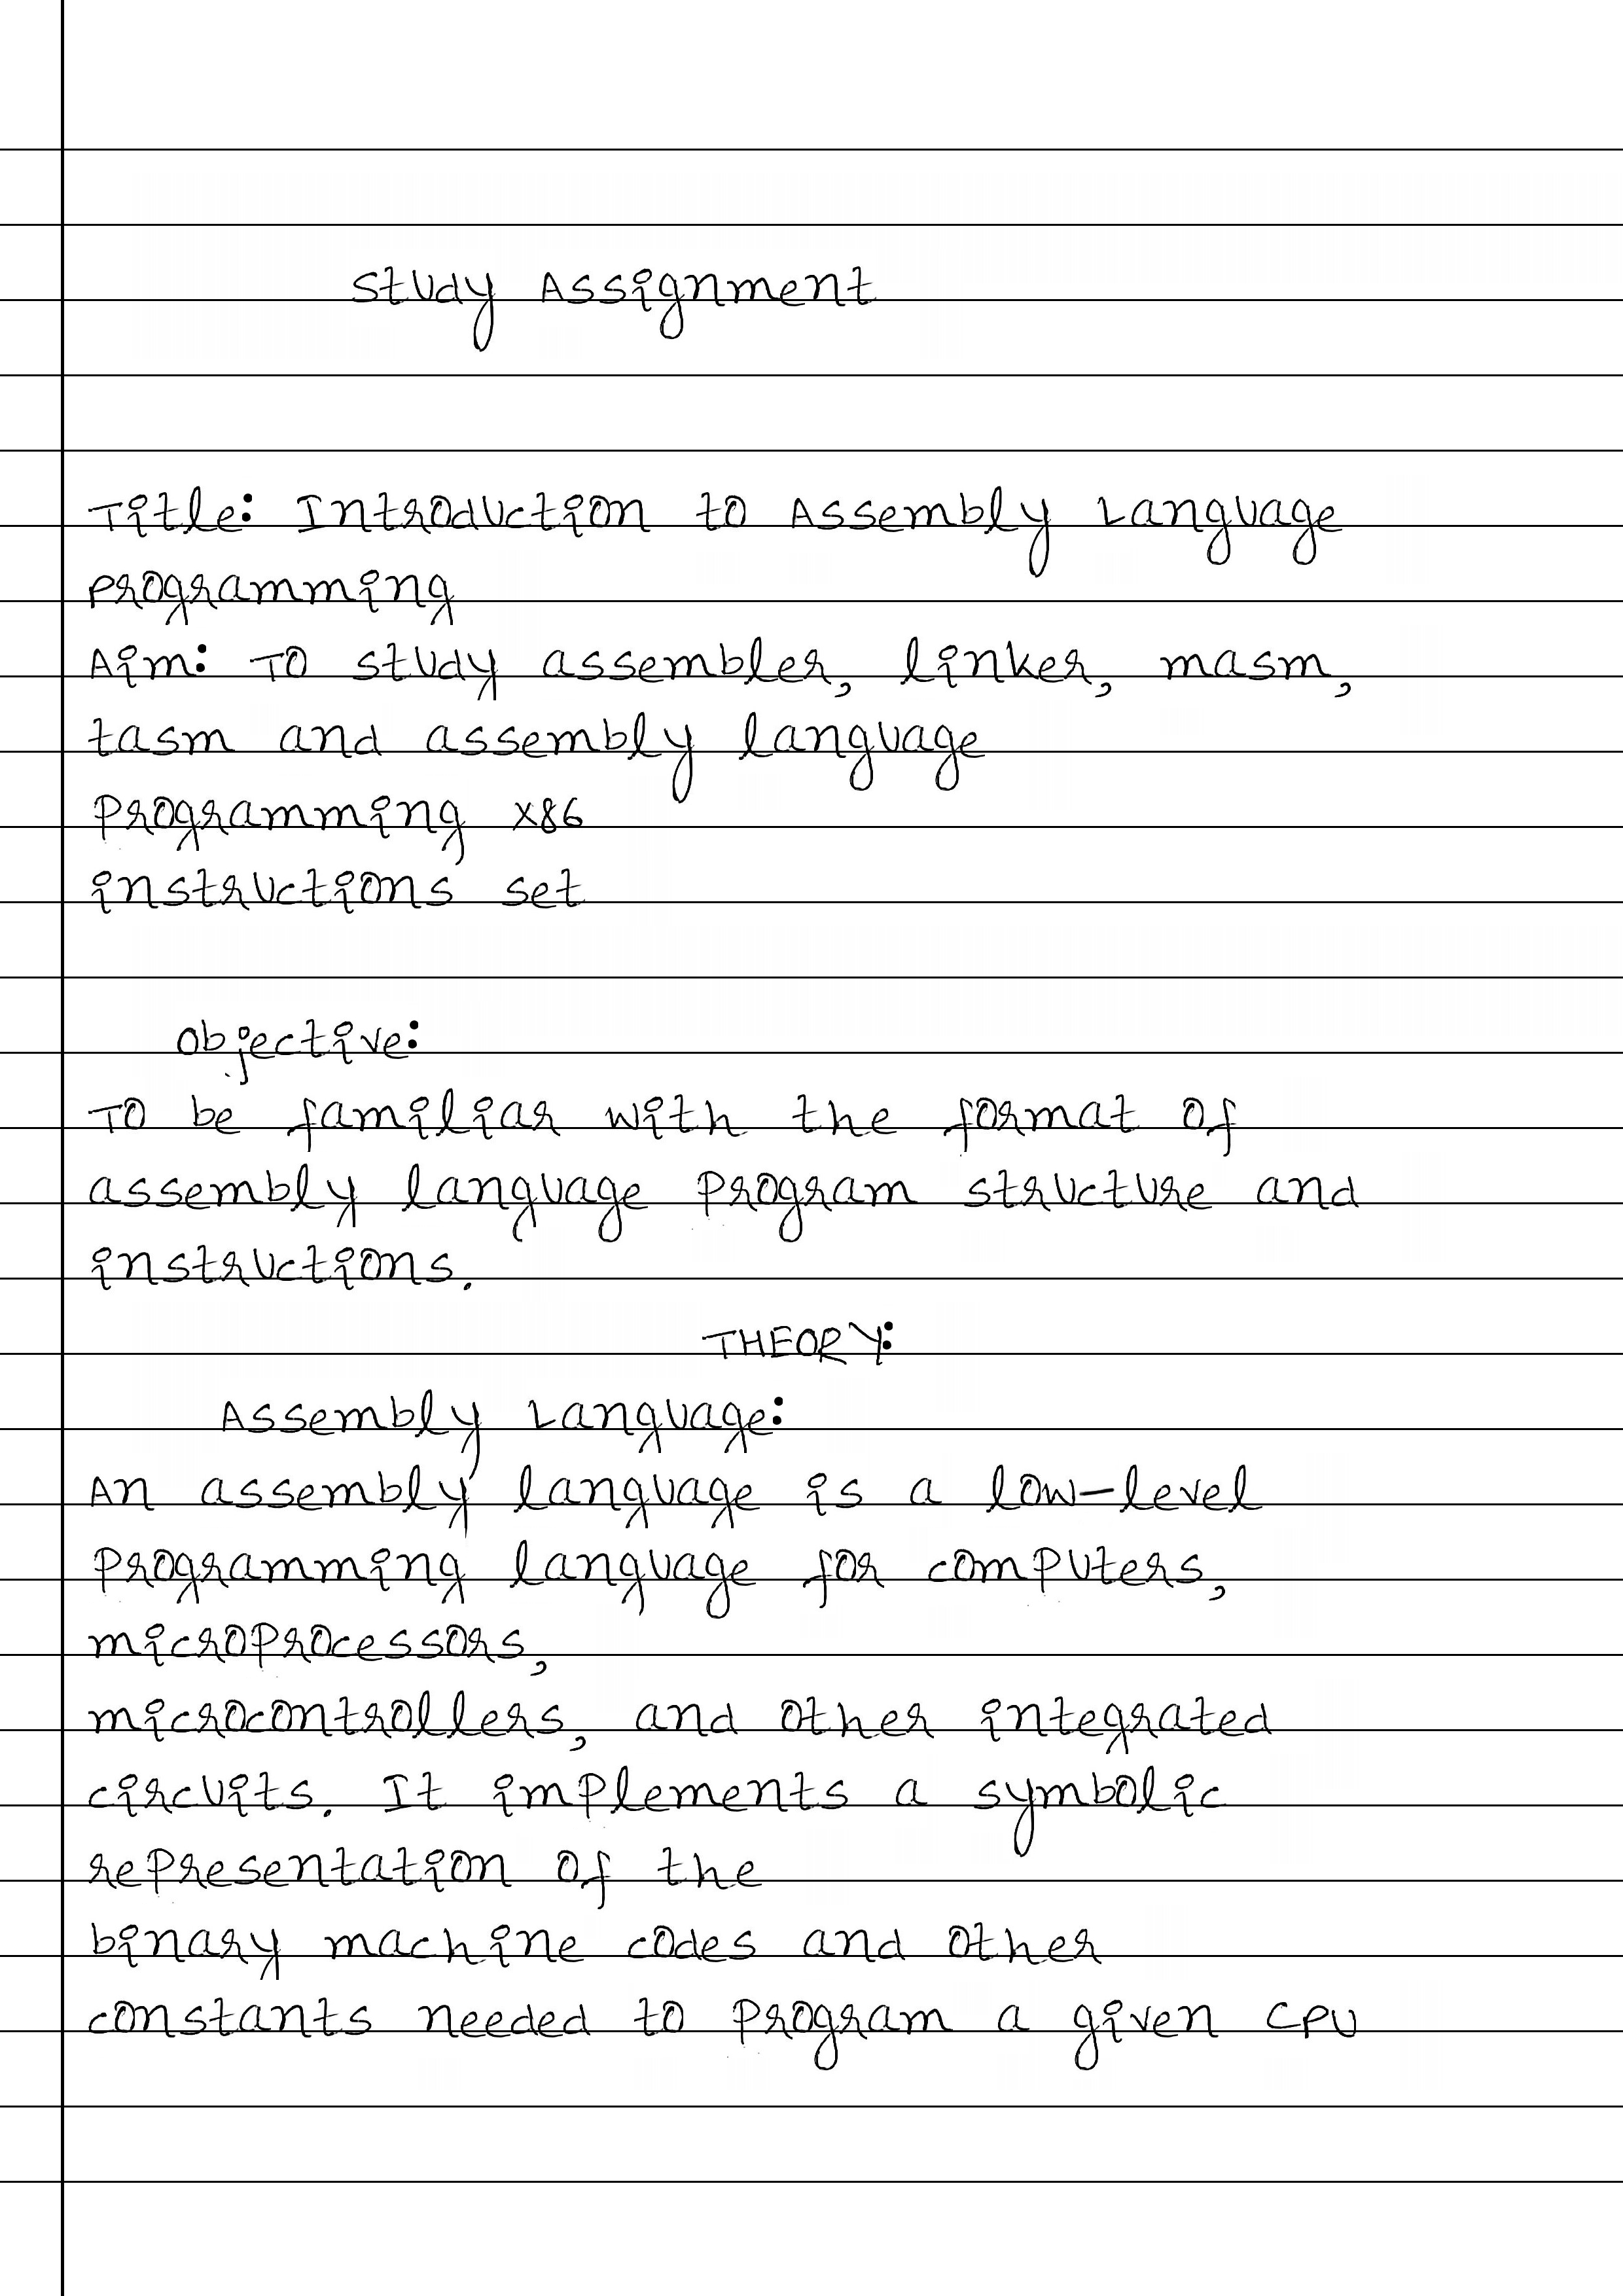 Study Assignment
Title: Introduction to Assembly Language
Programming
Aim: To study assembler, linker, masm,
tasm and assembly language
programming x86
instructions set
Objective:
To be familiar with the format of
assembly language program structure and
instructions.
THEORY:
Assembly Language:
An assembly language is a low-level
programming language for computers,
microprocessors,
microcontrollers, and other integrated
circuits. It implements a symbolic
representation of the
binary machine codes and other
constants needed to program a given CPU